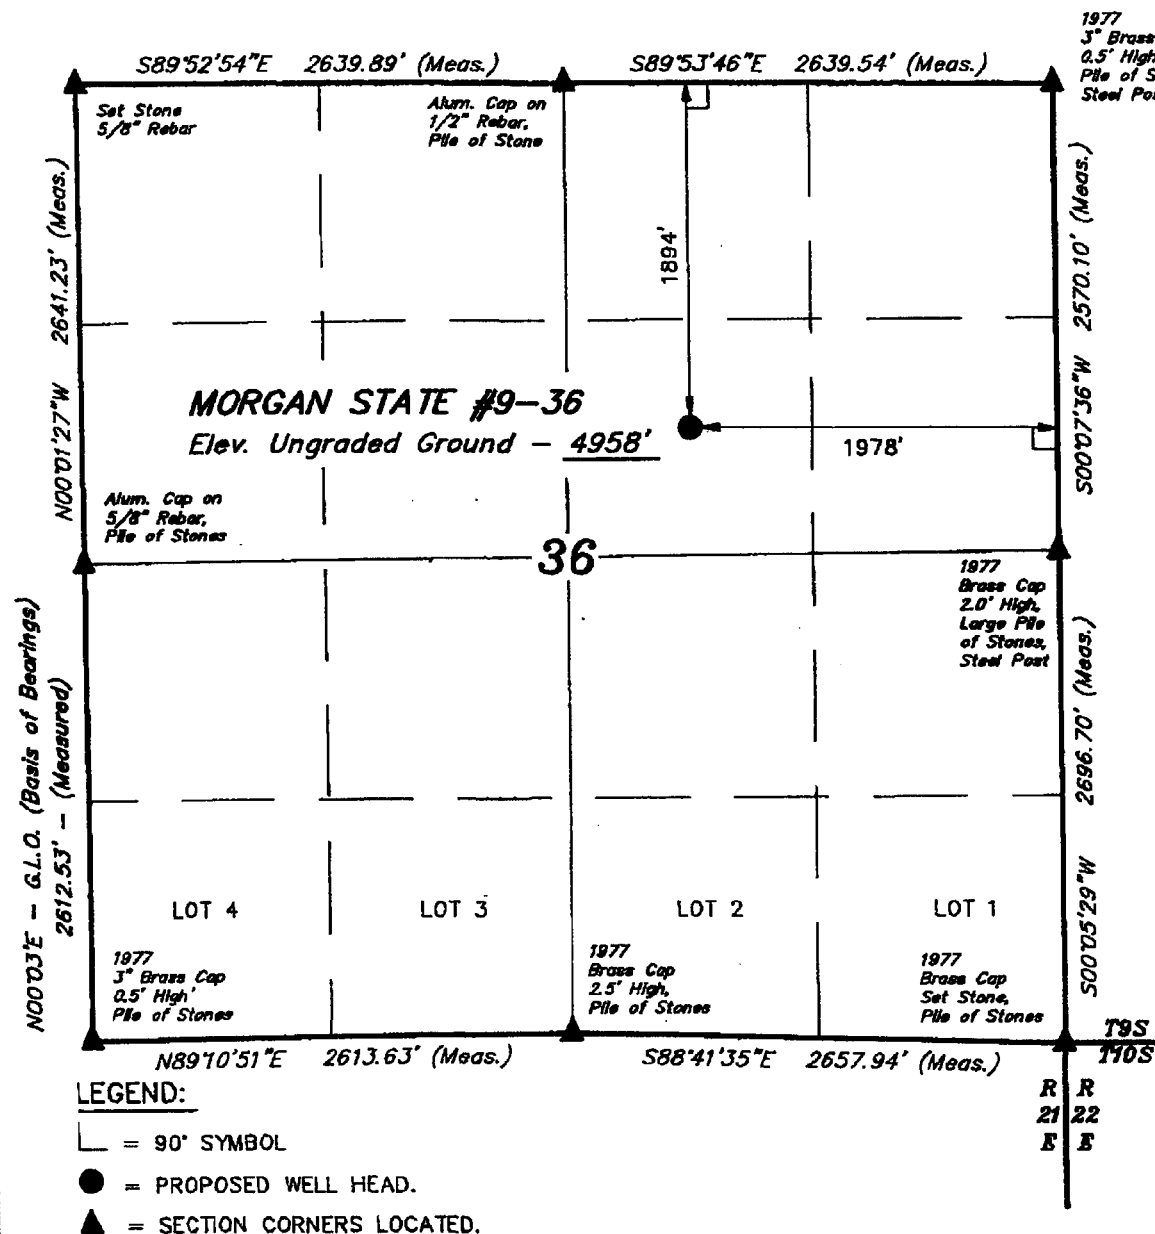 1977
3" Brass
0.5' High
Pile of S
Steel Pos
S89°52'54"E 2639.89' (Meas.)
S89°53'46"E 2639.54' (Meas.)
Set Stone
5/8" Rebar
Alum. Cap on
1/2" Rebar,
Pile of Stone
N00°01'27"W 2641.23' (Meas.)
1894'
S00°07'36"W 2570.10' (Meas.)
MORGAN STATE #9-36
Elev. Ungraded Ground - 4958'
1978'
Alum. Cap on
5/8" Rebar,
Pile of Stones
36
1977
Brass Cap
2.0' High,
Large Pile
of Stones,
Steel Post
N00°03'E - G.L.O. (Basis of Bearings)
2612.53' - (Measured)
S00°05'29"W 2696.70' (Meas.)
LOT 4 LOT 3 LOT 2 LOT 1
1977
3" Brass Cap
0.5' High'
Pile of Stones
1977
Brass Cap
2.5' High,
Pile of Stones
1977
Brass Cap
Set Stone,
Pile of Stones
N89°10'51"E 2613.63' (Meas.)
S88°41'35"E 2657.94' (Meas.)
T9S
T10S
R R
21 22
E E
LEGEND:
= 90° SYMBOL
= PROPOSED WELL HEAD.
= SECTION CORNERS LOCATED.